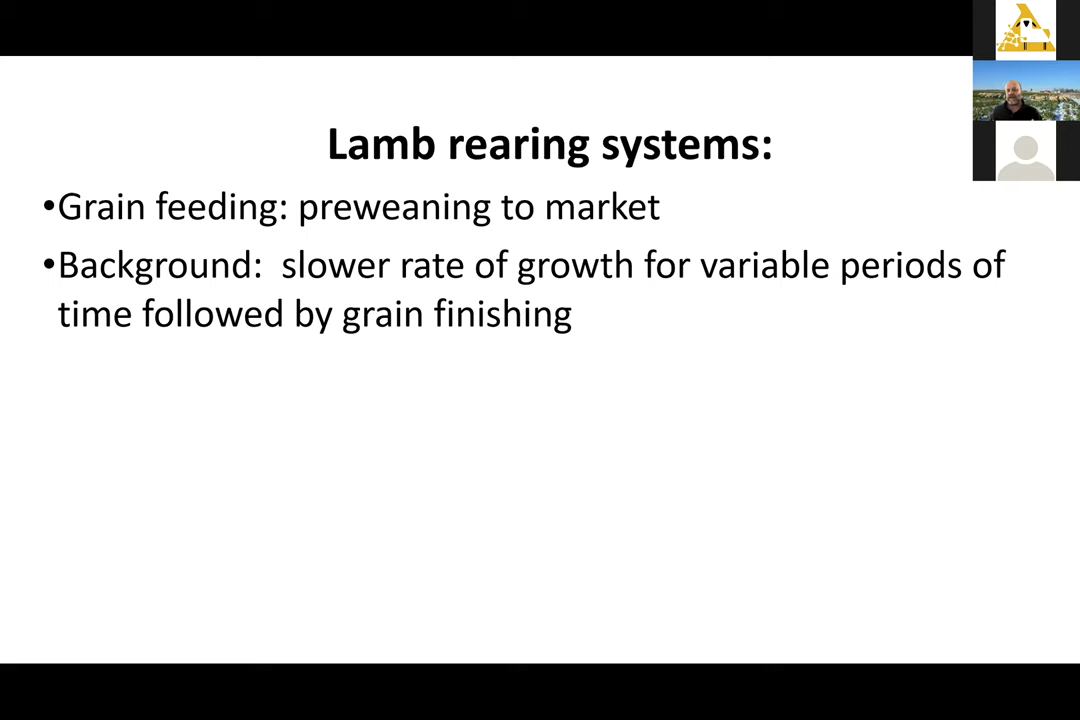 Lamb rearing systems:
•Grain feeding: preweaning to market
•Background:  slower rate of growth for variable periods of
time followed by grain finishing